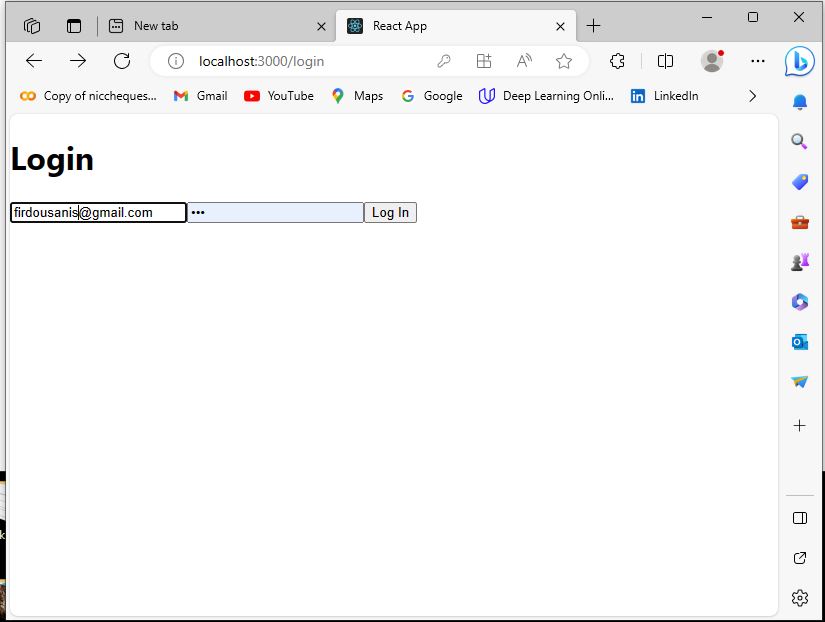 New tab
React App
localhost:3000/login
Copy of niccheques...
Gmail
YouTube
Maps
Google
Deep Learning Onli...
LinkedIn
Login
firdousanis@gmail.com
•••
Log In